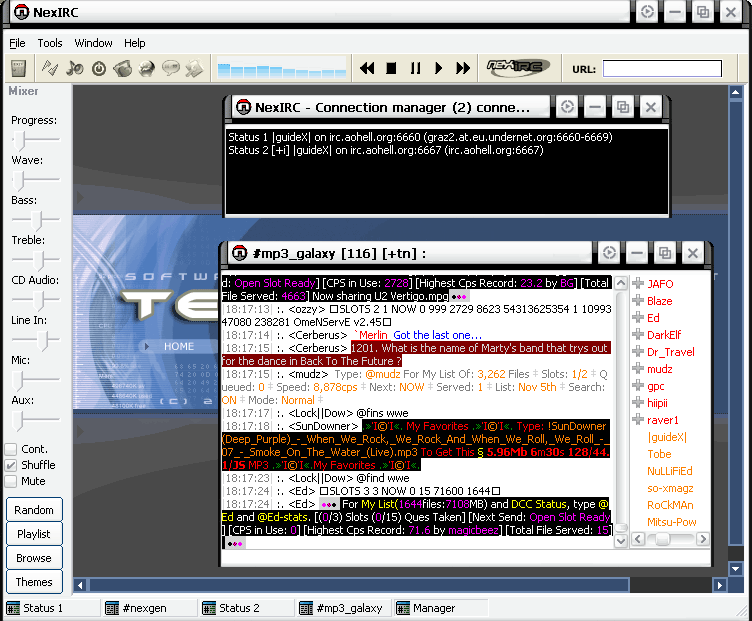 NexIRC
File Tools Window Help
NEXIRC
URL:
Mixer
Progress:
Wave:
Bass:
Treble:
CD Audio:
Line In:
Mic:
Aux:
Cont.
Shuffle
Mute
Random
Playlist
Browse
Themes
NexIRC - Connection manager (2) conne...
Status 1 |guideX| on irc.aohell.org:6660 (graz2.at.eu.undernet.org:6660-6669)
Status 2 [+i] |guideX| on irc.aohell.org:6667 (irc.aohell.org:6667)
SOFTW
TE
HOME
(C) 2
#mp3_galaxy [116] [+tn] :
d: Open Slot Ready] [CPS in Use: 2728] [Highest Cps Record: 23.2 by BG] [Total
File Served: 4663] Now sharing U2 Vertigo.mpg
18:17:13 :. <ozzy> □SLOTS 2 1 NOW 0 999 2729 8623 54313625354 1 10993
47080 238281 OmeNServE v2.45□
18:17:14 :. <Cerberus> `Merlin Got the last one...
18:17:15 :. <Cerberus> 1201. What is the name of Marty's band that trys out
for the dance in Back To The Future ?
18:17:15 :. <mudz> Type: @mudz For My List Of: 3,262 Files ‡ Slots: 1/2 ‡ Q
ueued: 0 ‡ Speed: 8,878cps ‡ Next: NOW ‡ Served: 1 ‡ List: Nov 5th ‡ Search:
ON ‡ Mode: Normal ‡
18:17:18 :. <Lock||Dow> @fins wwe
18:17:18 :. <SunDowner> .»Ť©Ť«. My Favorites .»Ť©Ť«. Type: !SunDowner
(Deep_Purple)_-_When_We_Rock,_We_Rock_And_When_We_Roll,_We_Roll_-_
07_-_Smoke_On_The_Water_(Live).mp3 To Get This § 5.96Mb 6m30s 128/44.
1/JS MP3 .»Ť©Ť«.My Favorites .»Ť©Ť«.
18:17:23 :. <Lock||Dow> @find wwe
18:17:24 :. <Ed> □SLOTS 3 3 NOW 0 15 71600 1644□
18:17:24 :. <Ed> For My List(1644files:7108MB) and DCC Status, type @
Ed and @Ed-stats. [(0/3) Slots (0/15) Ques Taken] [Next Send: Open Slot Ready
] [CPS in Use: 0] [Highest Cps Record: 71.6 by magicbeez] [Total File Served: 15]
JAFO
Blaze
Ed
DarkElf
Dr_Travel
mudz
gpc
hiipii
raver1
|guideX|
Tobe
NuLLiFiEd
so-xmagz
RoCkMAn
Mitsu-Pow
Status 1 #nexgen Status 2 #mp3_galaxy Manager